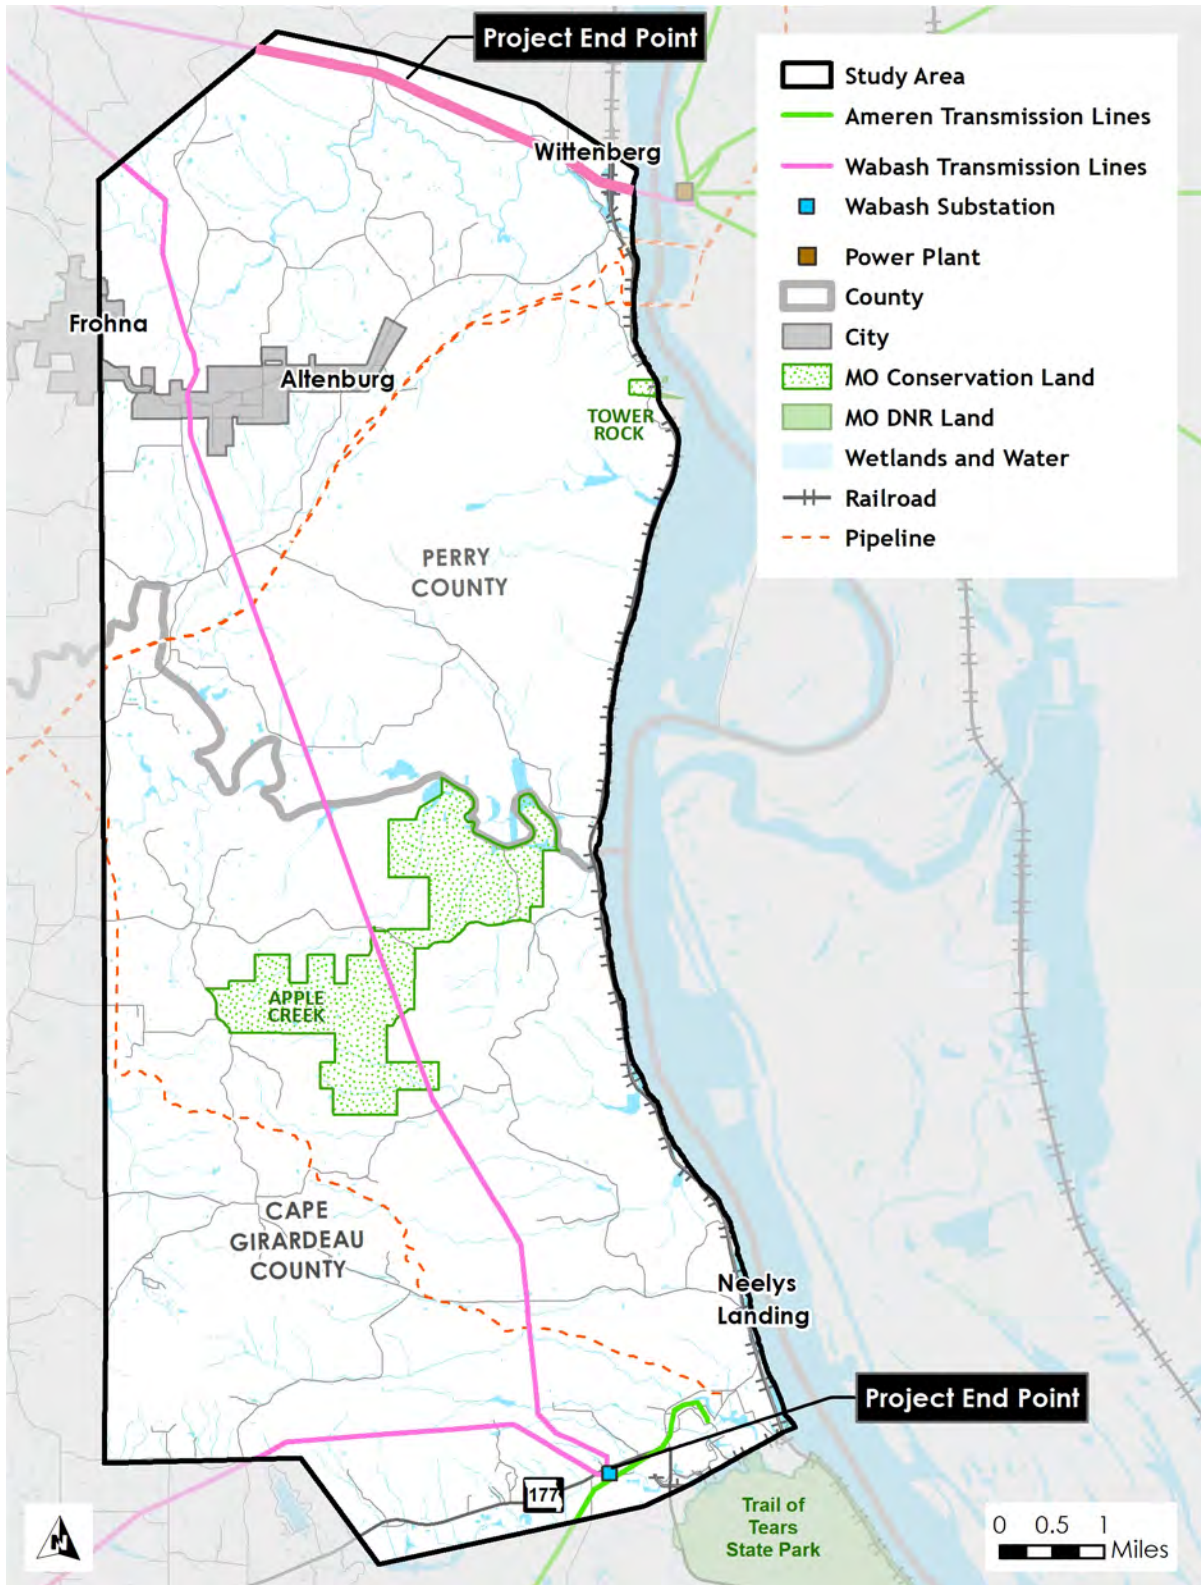 Project End Point
Study Area
Ameren Transmission Lines
Wabash Transmission Lines
Wabash Substation
Power Plant
County
City
MO Conservation Land
MO DNR Land
Wetlands and Water
Railroad
Pipeline
Wittenberg
Frohna
Altenburg
TOWER
ROCK
PERRY
COUNTY
APPLE
CREEK
CAPE
GIRARDEAU
COUNTY
Neelys
Landing
Project End Point
177
Trail of
Tears
State Park
N
0 0.5 1
Miles